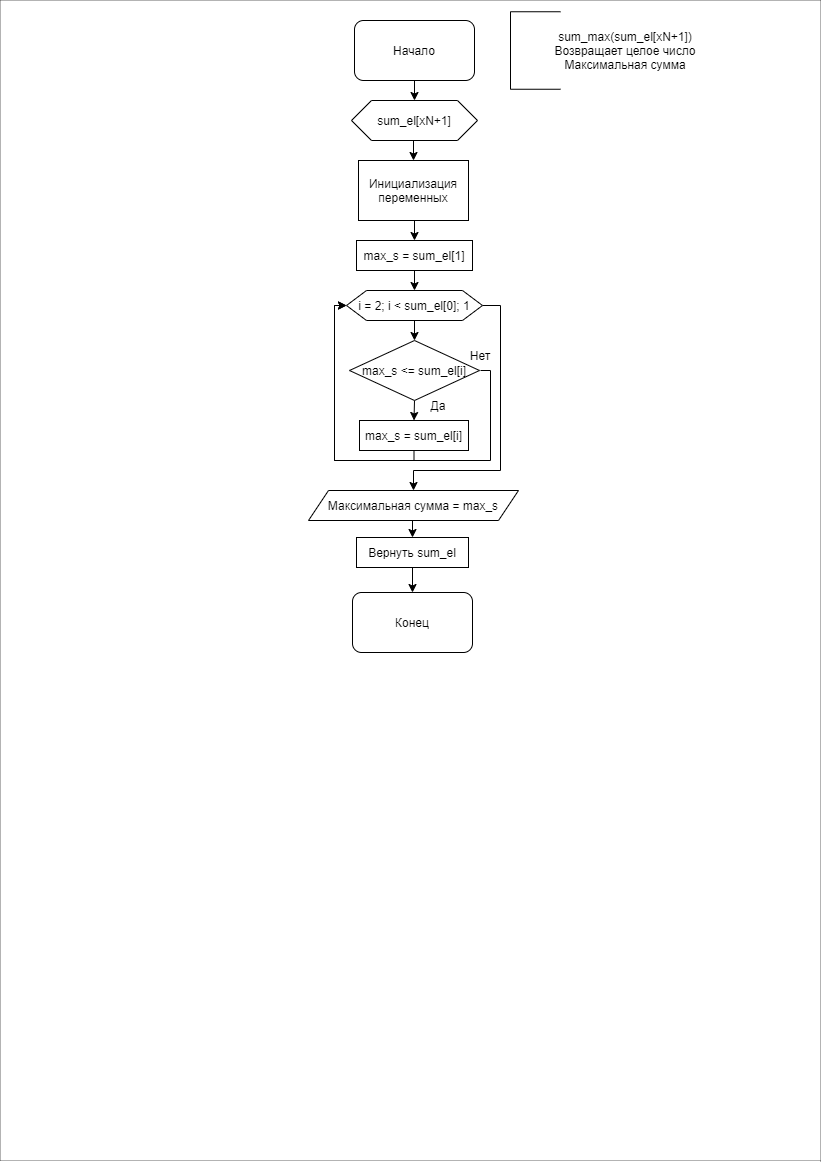 Начало
sum_max(sum_el[xN+1])
Возвращает целое число
Максимальная сумма
sum_el[xN+1]
Инициализация
переменных
max_s = sum_el[1]
i = 2; i < sum_el[0]; 1
Нет
max_s <= sum_el[i]
Да
max_s = sum_el[i]
Максимальная сумма = max_s
Вернуть sum_el
Конец